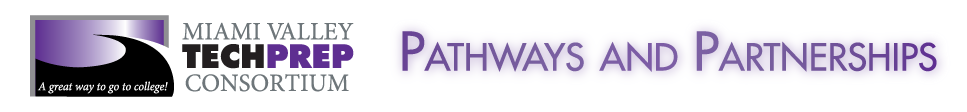 MIAMI VALLEY
TECHPREP
CONSORTIUM
A great way to go to college!
PATHWAYS AND PARTNERSHIPS